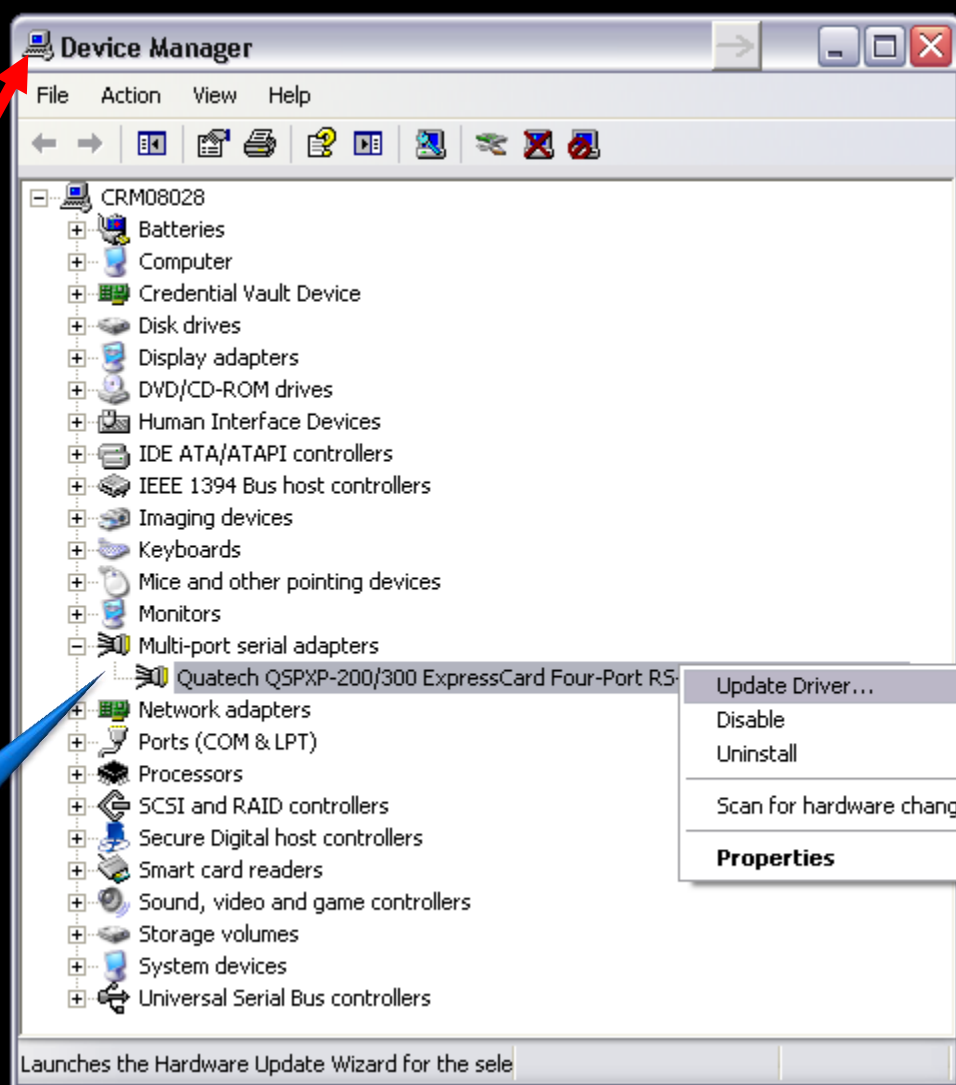 Device Manager
File Action View Help
CRM08028
Batteries
Computer
Credential Vault Device
Disk drives
Display adapters
DVD/CD-ROM drives
Human Interface Devices
IDE ATA/ATAPI controllers
IEEE 1394 Bus host controllers
Imaging devices
Keyboards
Mice and other pointing devices
Monitors
Multi-port serial adapters
Quatech QSPXP-200/300 ExpressCard Four-Port RS-
Update Driver...
Disable
Uninstall
Scan for hardware chang
Properties
Network adapters
Ports (COM & LPT)
Processors
SCSI and RAID controllers
Secure Digital host controllers
Smart card readers
Sound, video and game controllers
Storage volumes
System devices
Universal Serial Bus controllers
Launches the Hardware Update Wizard for the sele